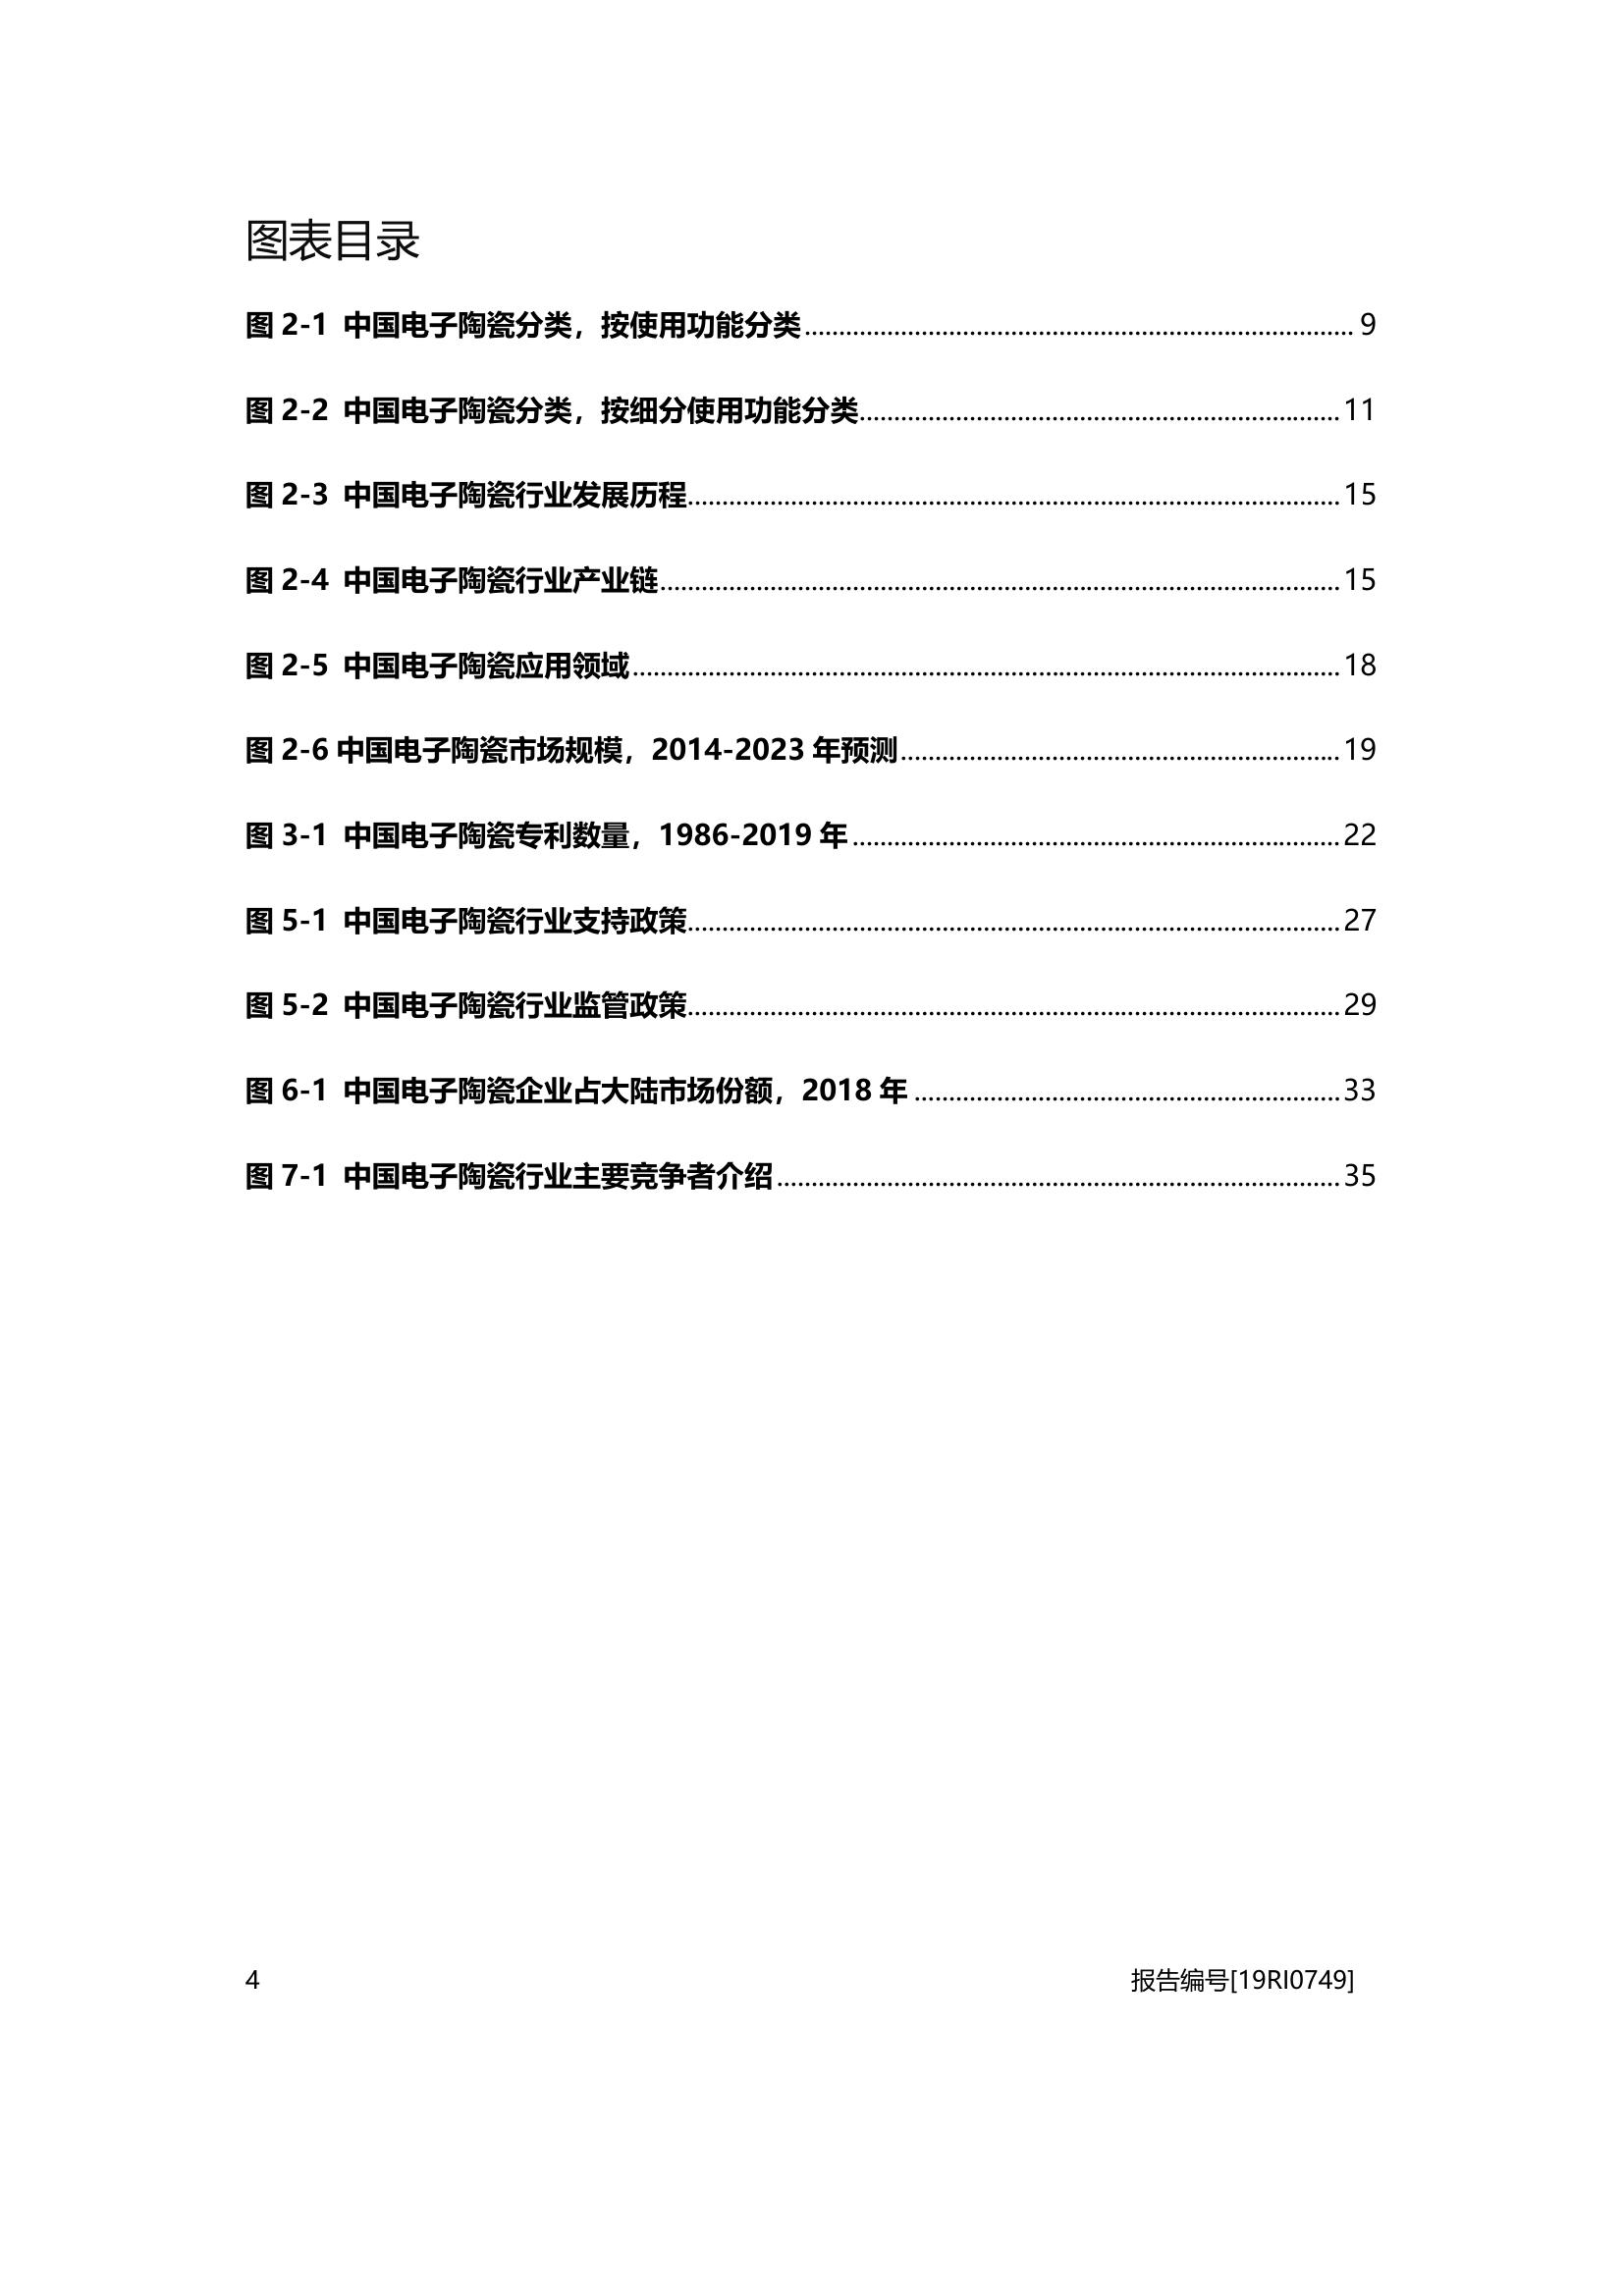 图表目录
图 2-1 中国电子陶瓷分类，按使用功能分类 ........ 9
图 2-2 中国电子陶瓷分类，按细分使用功能分类 ........ 11
图 2-3 中国电子陶瓷行业发展历程 ........ 15
图 2-4 中国电子陶瓷行业产业链 ........ 15
图 2-5 中国电子陶瓷应用领域 ........ 18
图 2-6 中国电子陶瓷市场规模，2014-2023 年预测 ........ 19
图 3-1 中国电子陶瓷专利数量，1986-2019 年 ........ 22
图 5-1 中国电子陶瓷行业支持政策 ........ 27
图 5-2 中国电子陶瓷行业监管政策 ........ 29
图 6-1 中国电子陶瓷企业占大陆市场份额，2018 年 ........ 33
图 7-1 中国电子陶瓷行业主要竞争者介绍 ........ 35
4 报告编号[19RI0749]